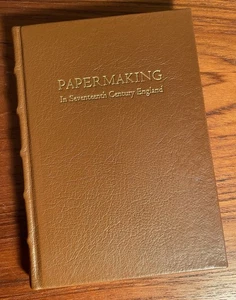 PAPERMAKING
In Seventeenth Century England